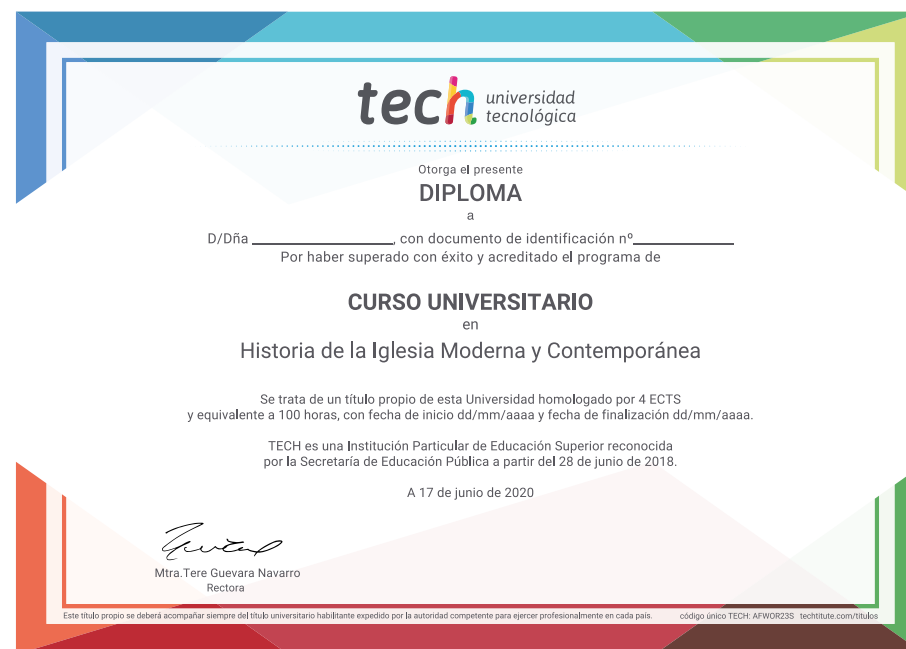 tech universidad
tecnológica
Otorga el presente
DIPLOMA
a
D/Dña ____________________, con documento de identificación nº______________
Por haber superado con éxito y acreditado el programa de
CURSO UNIVERSITARIO
en
Historia de la Iglesia Moderna y Contemporánea
Se trata de un título propio de esta Universidad homologado por 4 ECTS
y equivalente a 100 horas, con fecha de inicio dd/mm/aaaa y fecha de finalización dd/mm/aaaa.
TECH es una Institución Particular de Educación Superior reconocida
por la Secretaría de Educación Pública a partir del 28 de junio de 2018.
A 17 de junio de 2020
Mtra.Tere Guevara Navarro
Rectora
Este título propio se deberá acompañar siempre del título universitario habilitante expedido por la autoridad competente para ejercer profesionalmente en cada país. código único TECH: AFWOR23S techtitute.com/titulos